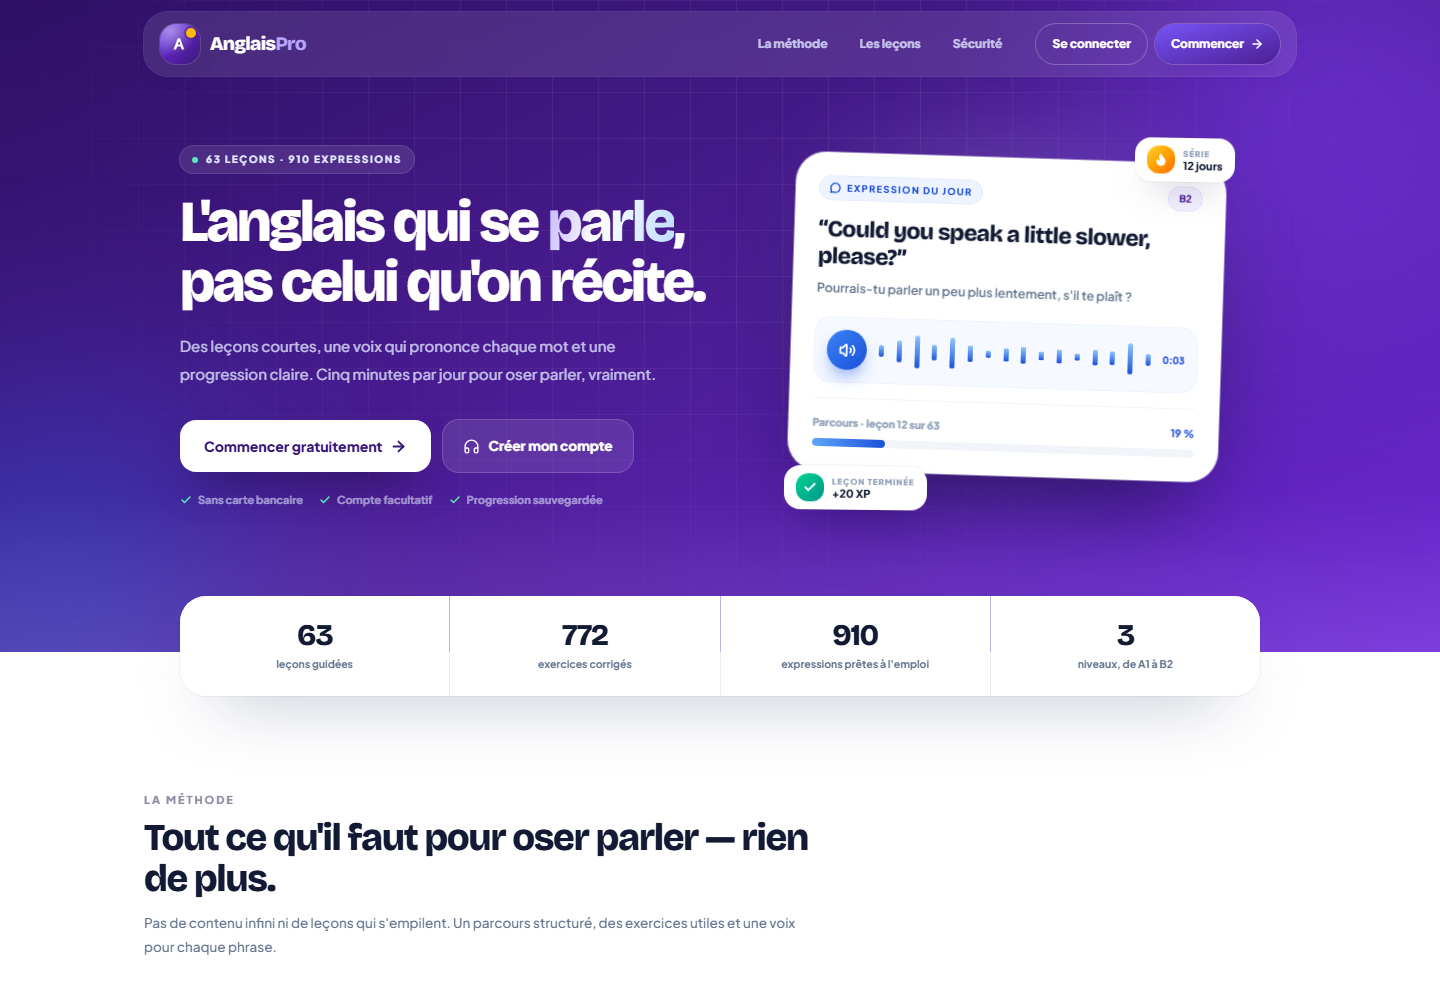 A
AnglaisPro
La méthode
Les leçons
Sécurité
Se connecter
Commencer →
63 LEÇONS · 910 EXPRESSIONS
L'anglais qui se parle,
pas celui qu'on récite.
Des leçons courtes, une voix qui prononce chaque mot et une
progression claire. Cinq minutes par jour pour oser parler, vraiment.
Commencer gratuitement →
Créer mon compte
Sans carte bancaire
Compte facultatif
Progression sauvegardée
SÉRIE
12 jours
EXPRESSION DU JOUR
B2
“Could you speak a little slower,
please?”
Pourrais-tu parler un peu plus lentement, s'il te plaît ?
0:03
Parcours · leçon 12 sur 63
19 %
LEÇON TERMINÉE
+20 XP
63
leçons guidées
772
exercices corrigés
910
expressions prêtes à l'emploi
3
niveaux, de A1 à B2
LA MÉTHODE
Tout ce qu'il faut pour oser parler — rien
de plus.
Pas de contenu infini ni de leçons qui s'empilent. Un parcours structuré, des exercices utiles et une voix
pour chaque phrase.